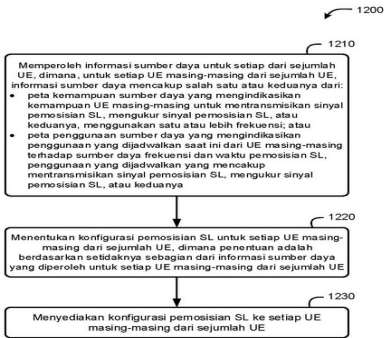 1200
1210
Memperoleh informasi sumber daya untuk setiap dari sejumlah
UE, dimana, untuk setiap UE masing-masing dari sejumlah UE,
informasi sumber daya mencakup salah satu atau keduanya dari:
• peta kemampuan sumber daya yang mengindikasikan
kemampuan UE masing-masing untuk mentransmisikan sinyal
pemosisian SL, mengukur sinyal pemosisian SL, atau
keduanya, menggunakan satu atau lebih frekuensi; atau
• peta penggunaan sumber daya yang mengindikasikan
penggunaan yang dijadwalkan saat ini dari UE masing-masing
terhadap sumber daya frekuensi dan waktu pemosisian SL,
penggunaan yang dijadwalkan yang mencakup
mentransmisikan sinyal pemosisian SL, mengukur sinyal
pemosisian SL, atau keduanya
1220
Menentukan konfigurasi pemosisian SL untuk setiap UE masing-
masing dari sejumlah UE, dimana penentuan adalah
berdasarkan setidaknya sebagian dari informasi sumber daya
yang diperoleh untuk setiap UE masing-masing dari sejumlah UE
1230
Menyediakan konfigurasi pemosisian SL ke setiap UE
masing-masing dari sejumlah UE